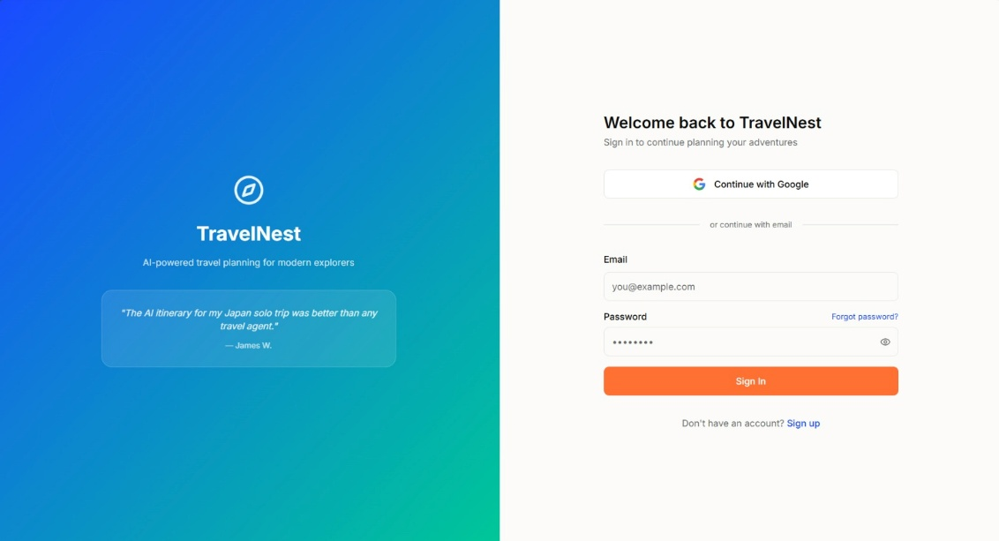 TravelNest
AI-powered travel planning for modern explorers
"The AI itinerary for my Japan solo trip was better than any
travel agent."
— James W.
Welcome back to TravelNest
Sign in to continue planning your adventures
Continue with Google
or continue with email
Email
you@example.com
Password
Forgot password?
••••••••
Sign In
Don't have an account? Sign up